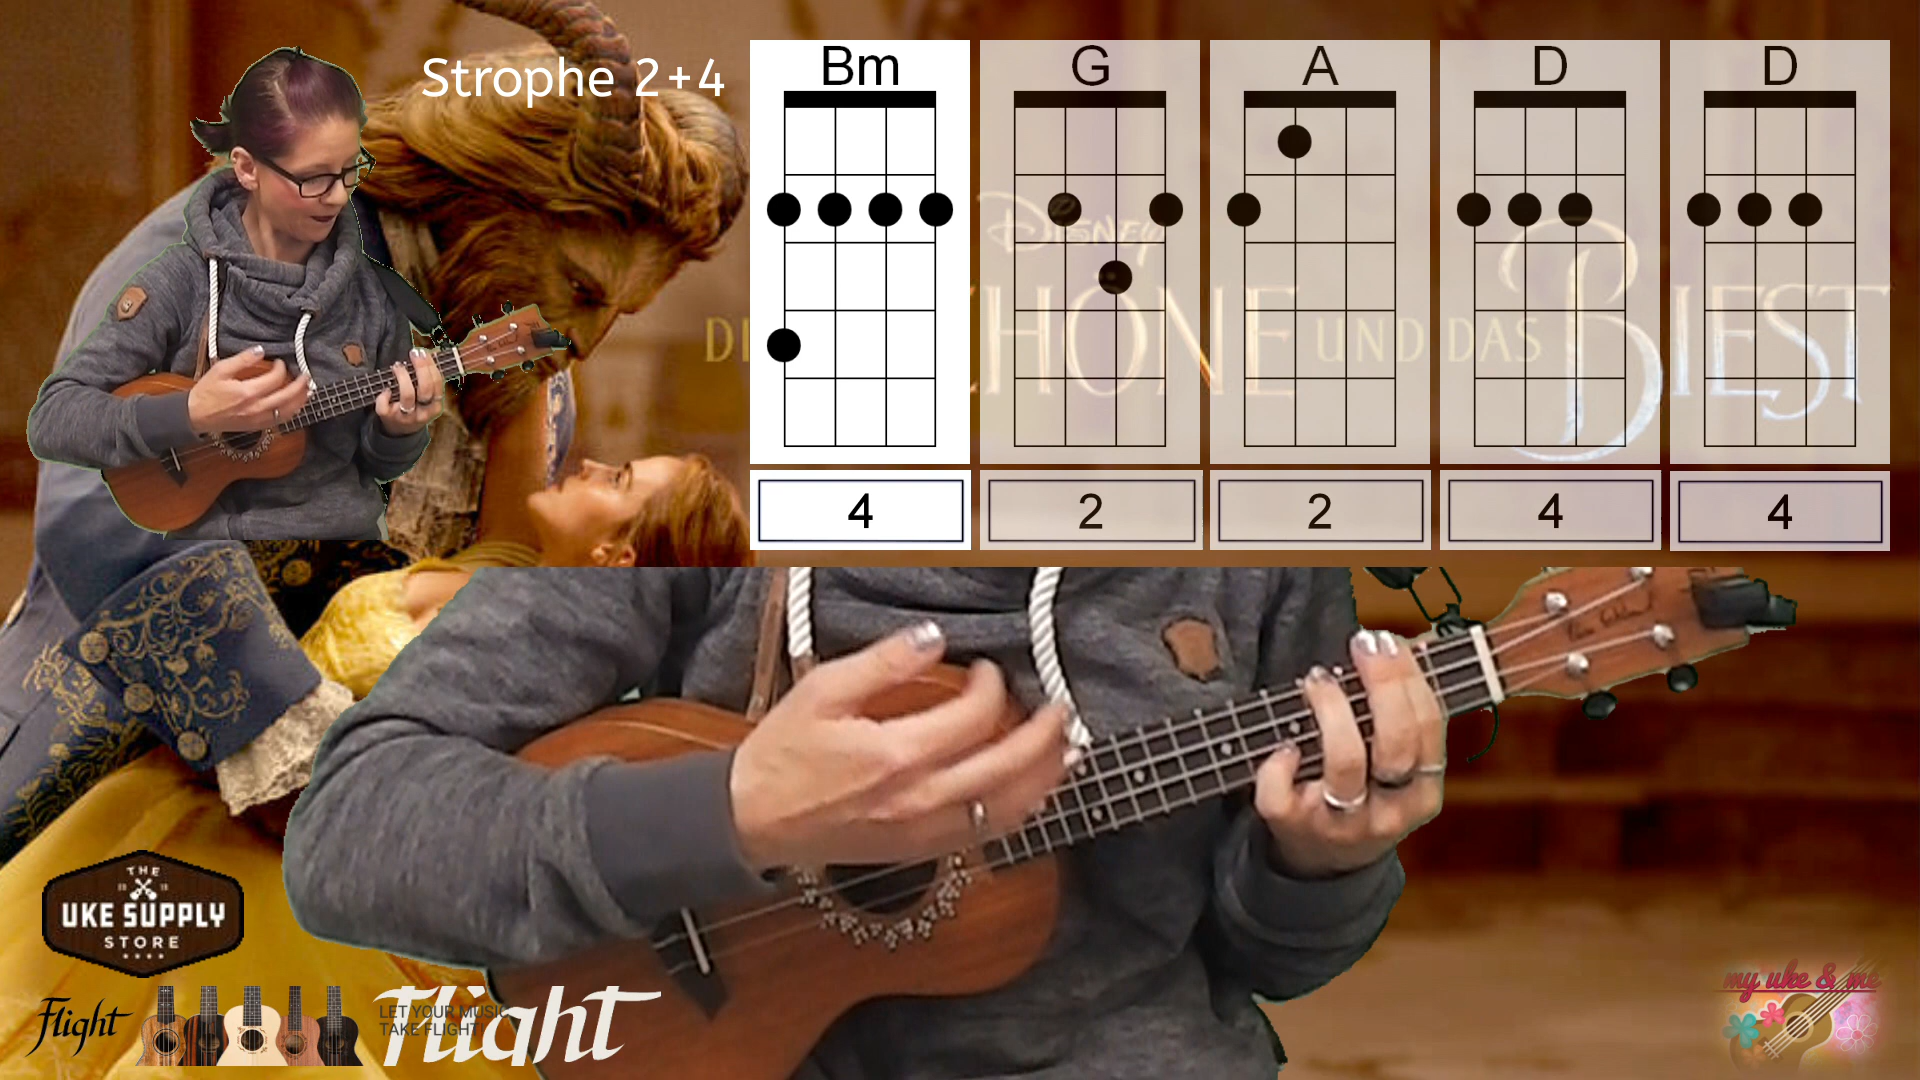 Strophe 2+4
Bm G A D D
DISNEY
DIE SCHÖNE UND DAS BIEST
4 2 2 4 4
THE
UKE SUPPLY
STORE
Flight
LET YOUR MUSIC
TAKE FLIGHT!
Flight
my uke & me